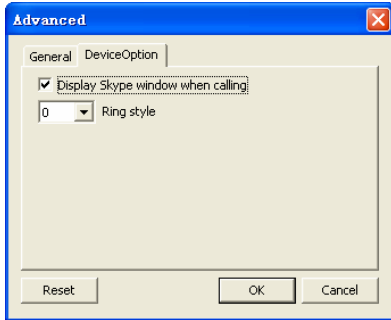 Advanced
General DeviceOption
Display Skype window when calling
0 Ring style
Reset OK Cancel